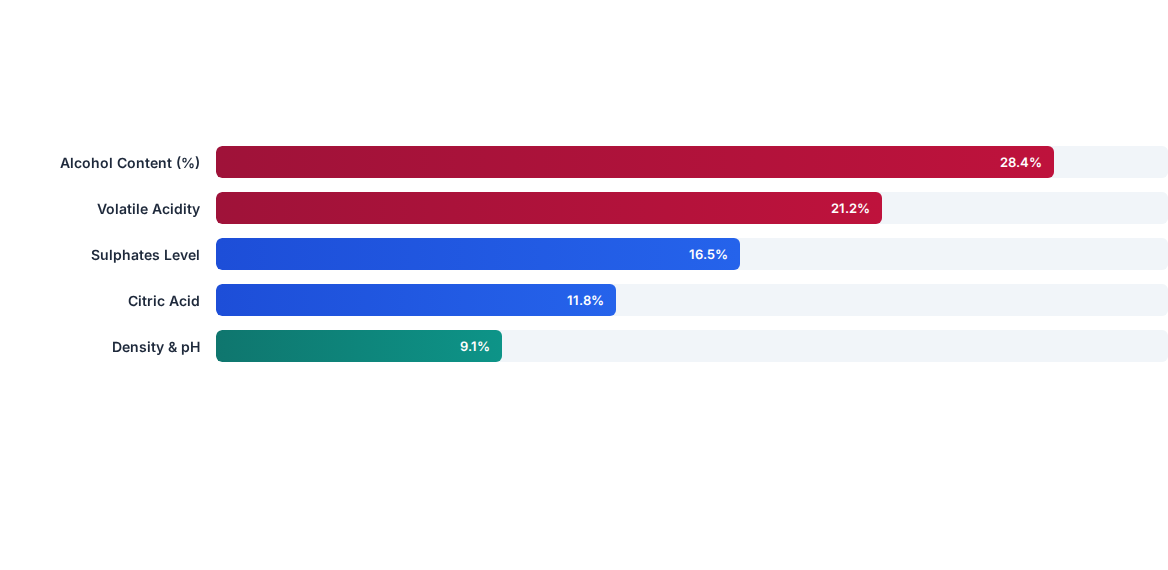 Alcohol Content (%) 28.4%
Volatile Acidity 21.2%
Sulphates Level 16.5%
Citric Acid 11.8%
Density & pH 9.1%